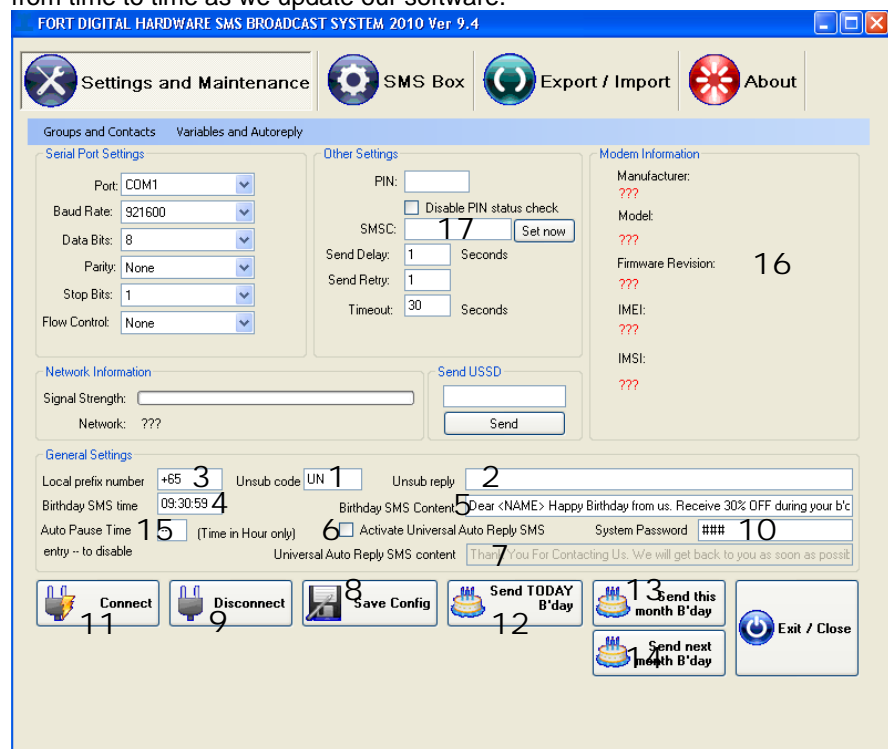 from time to time as we update our software.
FORT DIGITAL HARDWARE SMS BROADCAST SYSTEM 2010 Ver 9.4
Settings and Maintenance SMS Box Export / Import About
Groups and Contacts Variables and Autoreply
Serial Port Settings
Port: COM1
Baud Rate: 921600
Data Bits: 8
Parity: None
Stop Bits: 1
Flow Control: None
Other Settings
PIN:
Disable PIN status check
SMSC: 17 Set now
Send Delay: 1 Seconds
Send Retry: 1
Timeout: 30 Seconds
Modem Information
Manufacturer:
???
Model:
???
Firmware Revision: 16
???
IMEI:
???
IMSI:
???
Network Information
Signal Strength:
Network: ???
Send USSD
Send
General Settings
Local prefix number +65 3 Unsub code UN 1 Unsub reply 2
Birthday SMS time 09:30:59 4 Birthday SMS Content 5 Dear <NAME> Happy Birthday from us. Receive 30% OFF during your b'c
Auto Pause Time 15 -- (Time in Hour only) 6 Activate Universal Auto Reply SMS System Password ### 10
entry -- to disable Universal Auto Reply SMS content 7 Thank You For Contacting Us. We will get back to you as soon as possib
Connect 11
Disconnect 9
8 Save Config
Send TODAY
B'day
12
13 Send this
month B'day
Send next
month B'day
14
Exit / Close